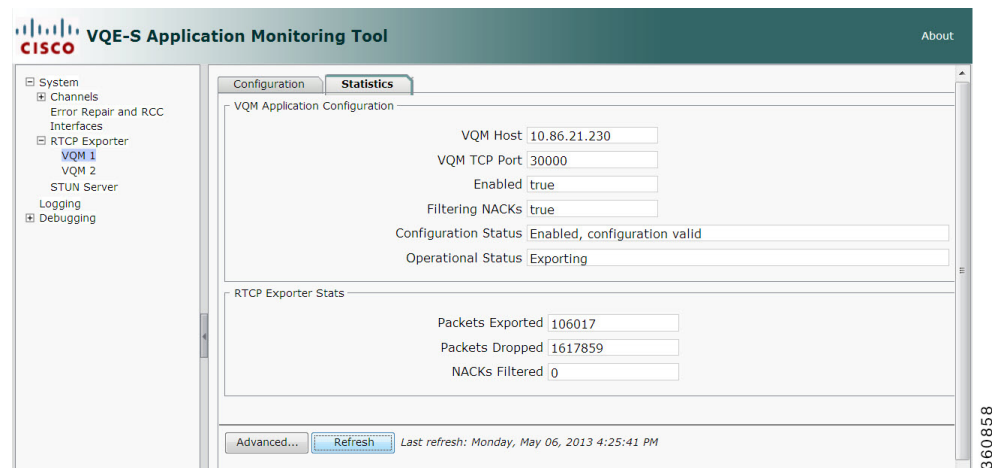 CISCO VQE-S Application Monitoring Tool About
System
Channels
Error Repair and RCC
Interfaces
RTCP Exporter
VQM 1
VQM 2
STUN Server
Logging
Debugging
Configuration Statistics
VQM Application Configuration
VQM Host 10.86.21.230
VQM TCP Port 30000
Enabled true
Filtering NACKs true
Configuration Status Enabled, configuration valid
Operational Status Exporting
RTCP Exporter Stats
Packets Exported 106017
Packets Dropped 1617859
NACKs Filtered 0
Advanced... Refresh Last refresh: Monday, May 06, 2013 4:25:41 PM
360858